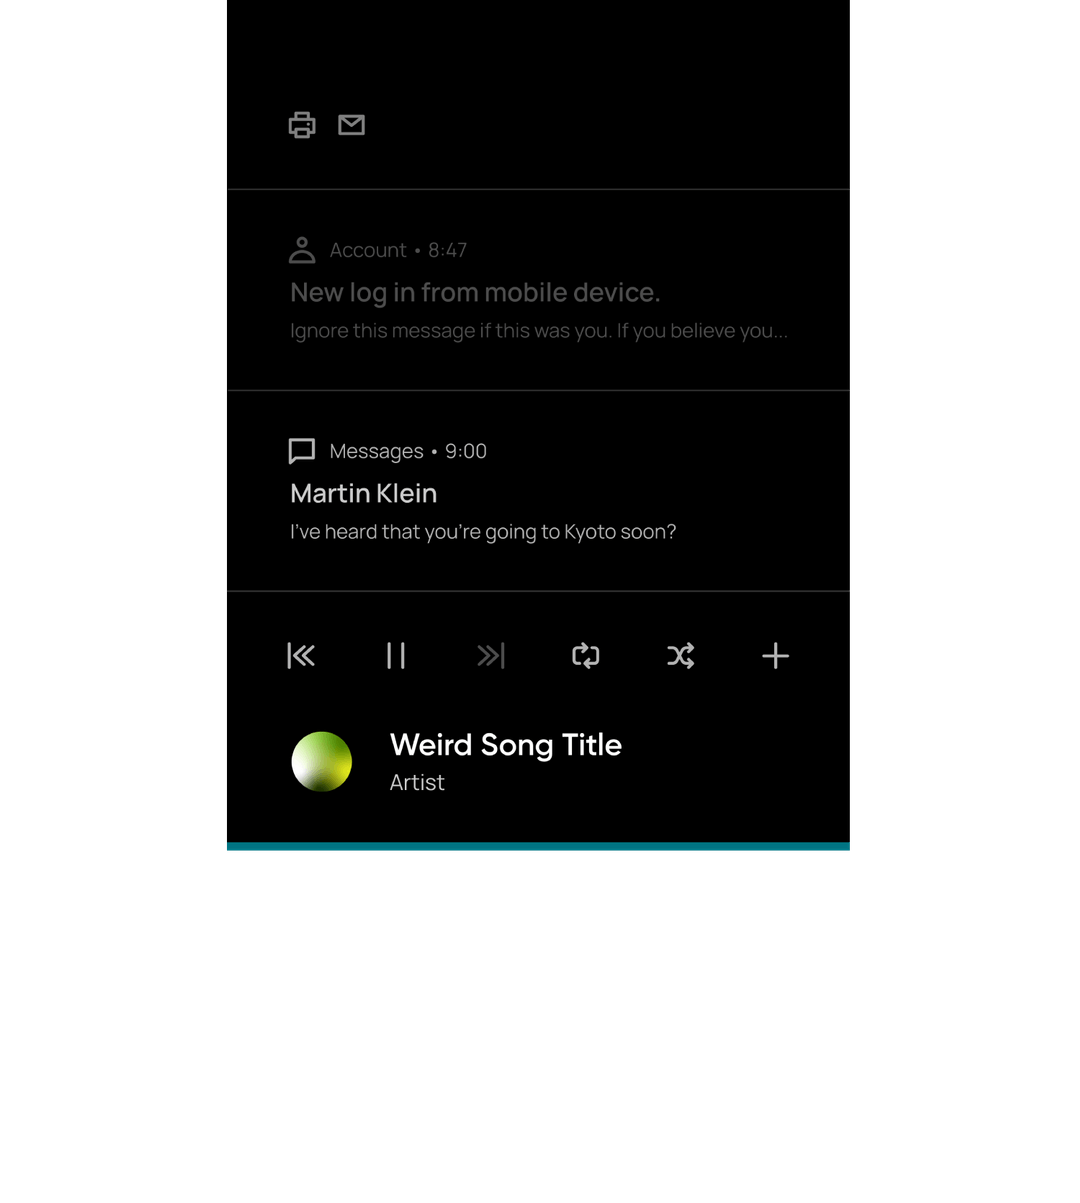 Account • 8:47
New log in from mobile device.
Ignore this message if this was you. If you believe you...
Messages • 9:00
Martin Klein
I've heard that you're going to Kyoto soon?
Weird Song Title
Artist